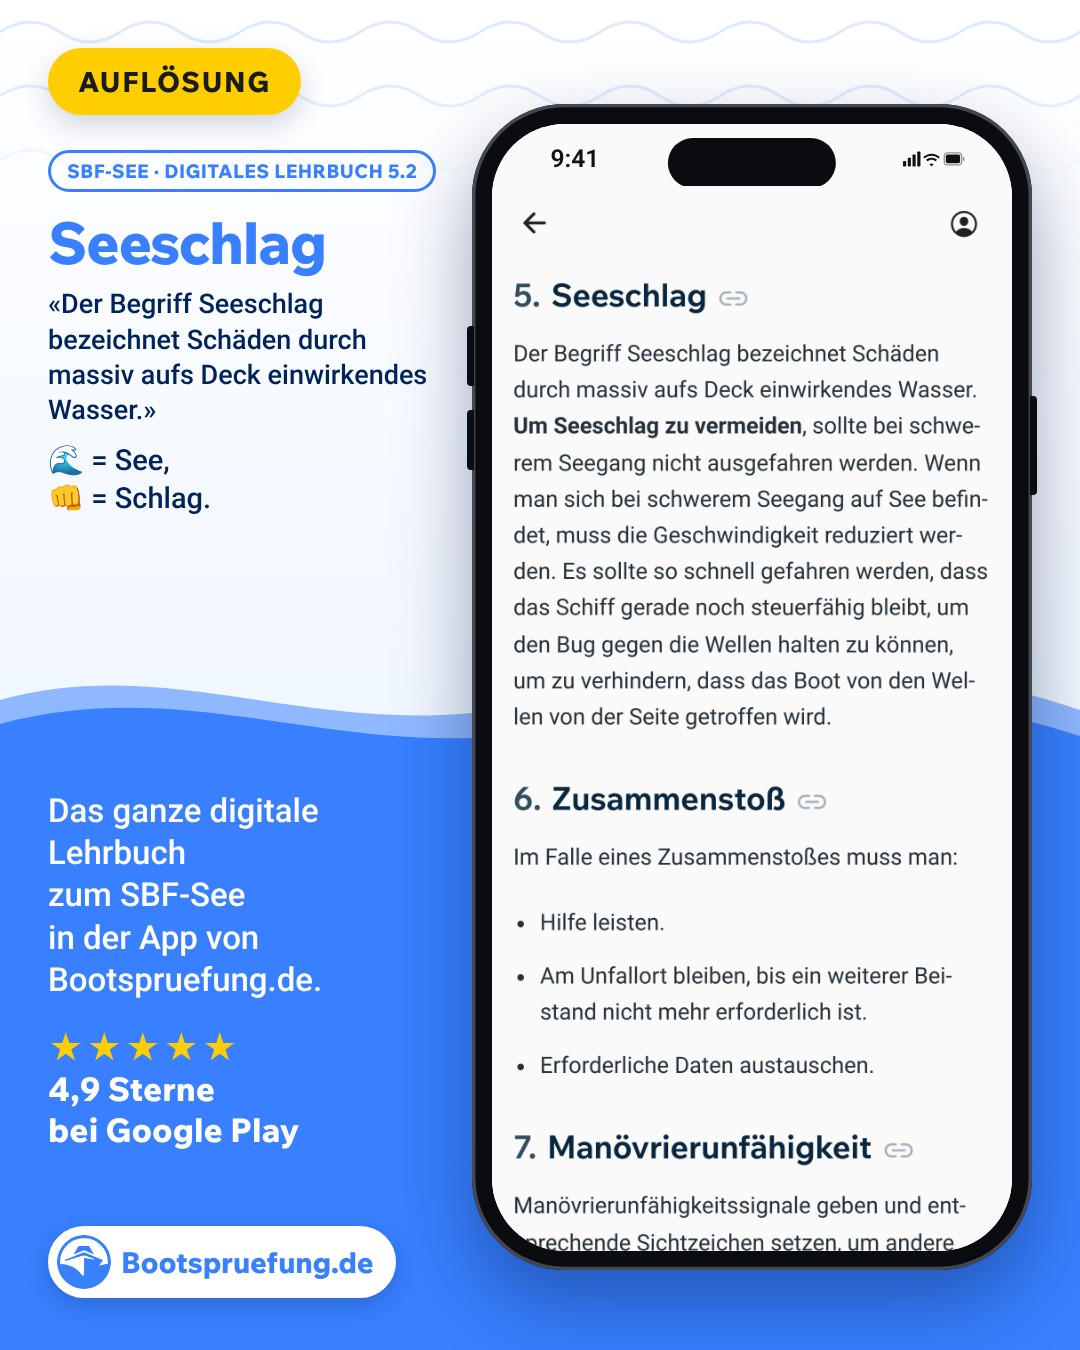 AUFLÖSUNG
SBF-SEE · DIGITALES LEHRBUCH 5.2
Seeschlag
«Der Begriff Seeschlag
bezeichnet Schäden durch
massiv aufs Deck einwirkendes
Wasser.»
🌊 = See,
👊 = Schlag.
Das ganze digitale
Lehrbuch
zum SBF-See
in der App von
Bootspruefung.de.
★★★★★
4,9 Sterne
bei Google Play
Bootspruefung.de
9:41
5. Seeschlag
Der Begriff Seeschlag bezeichnet Schäden
durch massiv aufs Deck einwirkendes Wasser.
Um Seeschlag zu vermeiden, sollte bei schwe-
rem Seegang nicht ausgefahren werden. Wenn
man sich bei schwerem Seegang auf See befin-
det, muss die Geschwindigkeit reduziert wer-
den. Es sollte so schnell gefahren werden, dass
das Schiff gerade noch steuerfähig bleibt, um
den Bug gegen die Wellen halten zu können,
um zu verhindern, dass das Boot von den Wel-
len von der Seite getroffen wird.
6. Zusammenstoß
Im Falle eines Zusammenstoßes muss man:
• Hilfe leisten.
• Am Unfallort bleiben, bis ein weiterer Bei-
stand nicht mehr erforderlich ist.
• Erforderliche Daten austauschen.
7. Manövrierunfähigkeit
Manövrierunfähigkeitssignale geben und ent-
prechende Sichtzeichen setzen, um andere